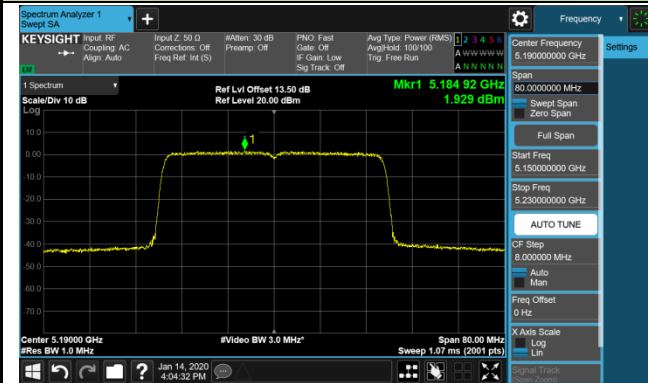 Spectrum Analyzer 1
Swept SA
Frequency
KEYSIGHT
Input: RF
Coupling: AC
Align: Auto
Input Z: 50 Ω
Corrections: Off
Freq Ref: Int (S)
#Atten: 30 dB
Preamp: Off
PNO: Fast
Gate: Off
IF Gain: Low
Sig Track: Off
Avg Type: Power (RMS)
Avg|Hold: 100/100
Trig: Free Run
1 2 3 4 5 6
A W W W W W
A N N N N N
1 Spectrum
Scale/Div 10 dB
Log
Ref Lvl Offset 13.50 dB
Ref Level 20.00 dBm
Mkr1 5.184 92 GHz
1.929 dBm
10.0
0.00
-10.0
-20.0
-30.0
-40.0
-50.0
-60.0
-70.0
1
Center 5.19000 GHz
#Res BW 1.0 MHz
#Video BW 3.0 MHz*
Span 80.00 MHz
Sweep 1.07 ms (2001 pts)
Jan 14, 2020
4:04:32 PM
Settings
Center Frequency
5.190000000 GHz
Span
80.0000000 MHz
Swept Span
Zero Span
Full Span
Start Freq
5.150000000 GHz
Stop Freq
5.230000000 GHz
AUTO TUNE
CF Step
8.000000 MHz
Auto
Man
Freq Offset
0 Hz
X Axis Scale
Log
Lin
Signal Track
(Span Zoom)